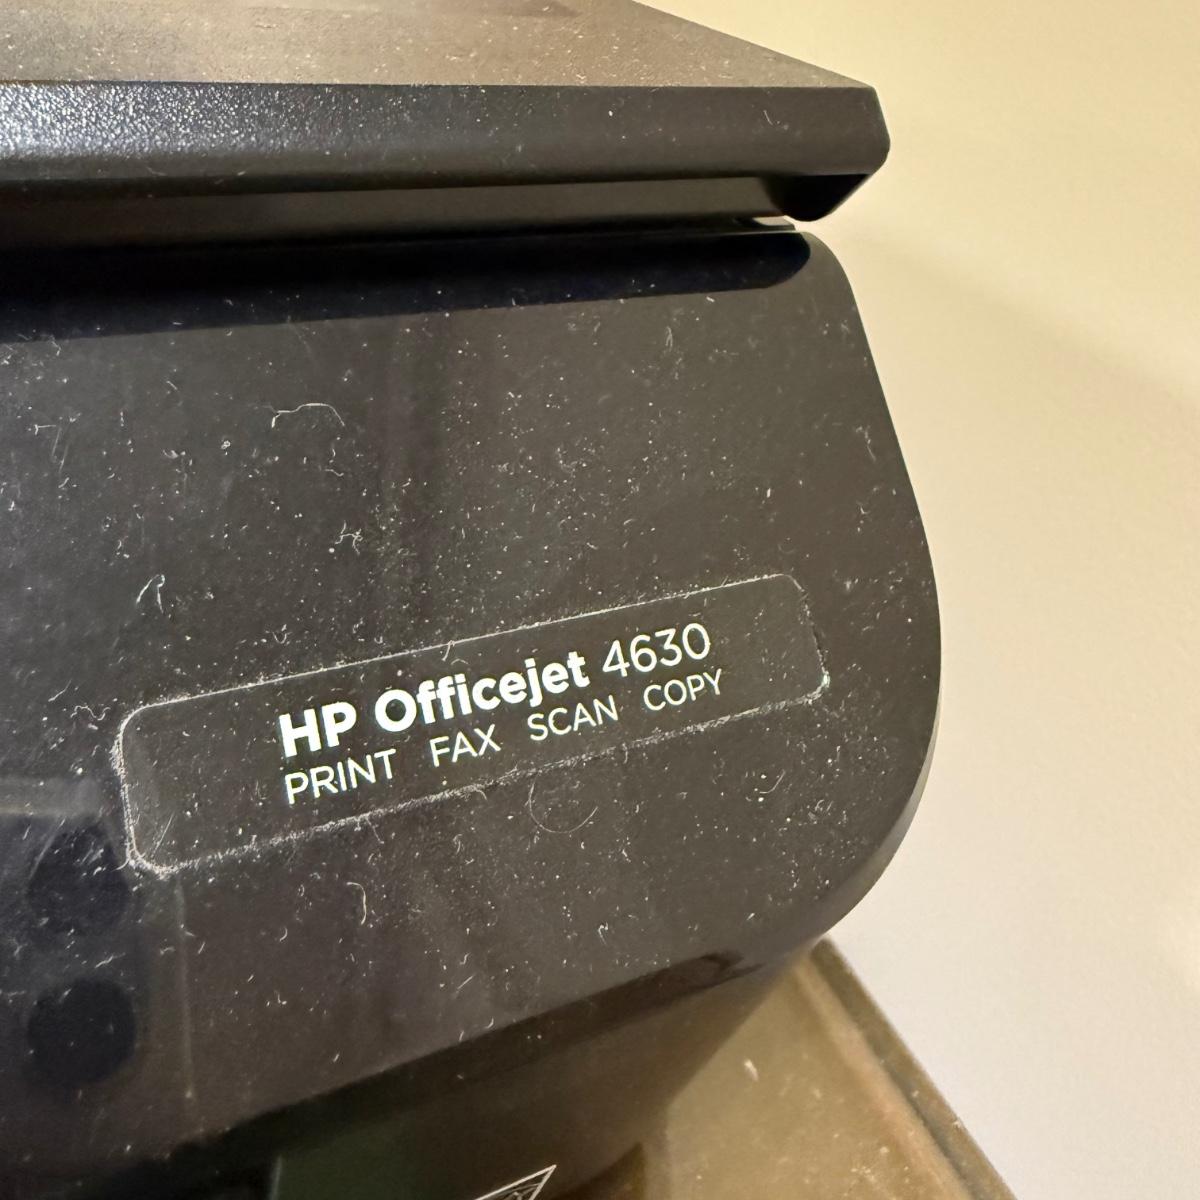 HP Officejet 4630
PRINT FAX SCAN COPY